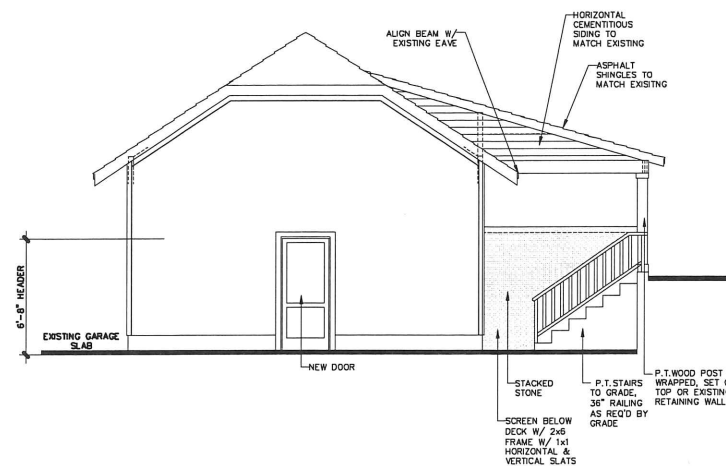 HORIZONTAL
CEMENTITIOUS
SIDING TO
MATCH EXISTING
ALIGN BEAM W/
EXISTING EAVE
ASPHALT
SHINGLES TO
MATCH EXISITNG
6'-8" HEADER
EXISTING GARAGE
SLAB
NEW DOOR
STACKED
STONE
P.T.STAIRS
TO GRADE,
36" RAILING
AS REQ'D BY
GRADE
P.T.WOOD POST
WRAPPED, SET
TOP OR EXISTING
RETAINING WALL
SCREEN BELOW
DECK W/ 2x6
FRAME W/ 1x1
HORIZONTAL &
VERTICAL SLATS